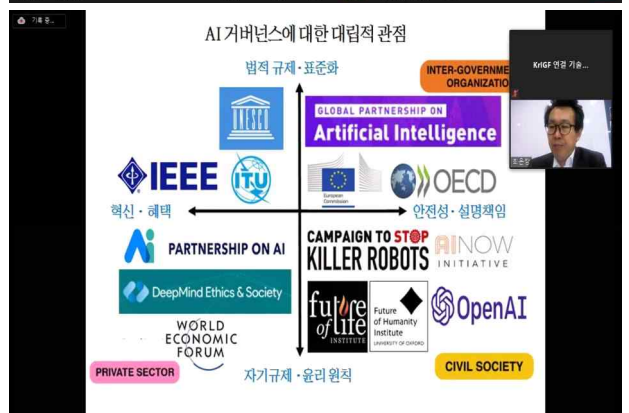 기록 중...
AI 거버넌스에 대한 대립적 관점
법적 규제·표준화
INTER-GOVERNME
ORGANIZATIO
KrIGF 연결 기술...
UNESCO
GLOBAL PARTNERSHIP ON
Artificial Intelligence
IEEE
ITU
European
Commission
OECD
혁신·혜택
안전성·설명책임
Ai PARTNERSHIP ON AI
CAMPAIGN TO STOP
KILLER ROBOTS
AINOW
INITIATIVE
DeepMind Ethics & Society
future
of life
INSTITUTE
Future
of Humanity
Institute
UNIVERSITY OF OXFORD
OpenAI
WORLD
ECONOMIC
FORUM
PRIVATE SECTOR
자기규제·윤리 원칙
CIVIL SOCIETY